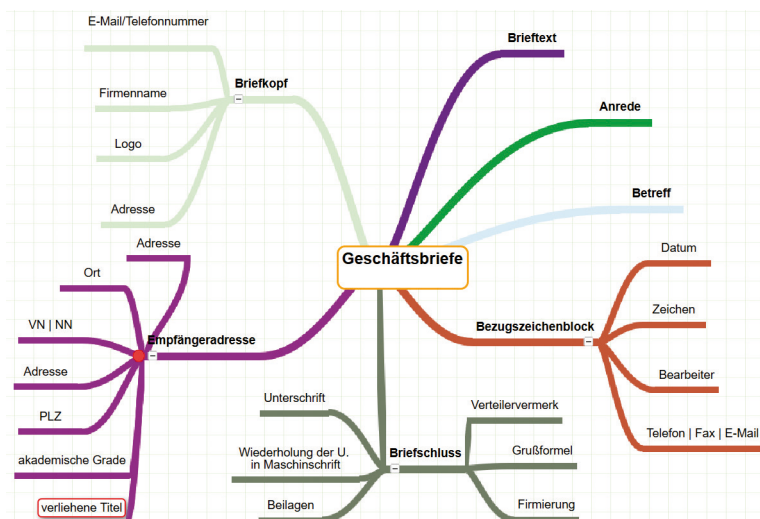 E-Mail/Telefonnummer
Brieftext
Briefkopf
Firmenname
Anrede
Logo
Betreff
Adresse
Adresse
Geschäftsbriefe
Datum
Ort
Zeichen
VN | NN
Bezugszeichenblock
Empfängeradresse
Adresse
Bearbeiter
Unterschrift
Verteilervermerk
PLZ
Telefon | Fax | E-Mail
Wiederholung der U.
in Maschinschrift
Briefschluss
Grußformel
akademische Grade
Beilagen
Firmierung
verliehene Titel